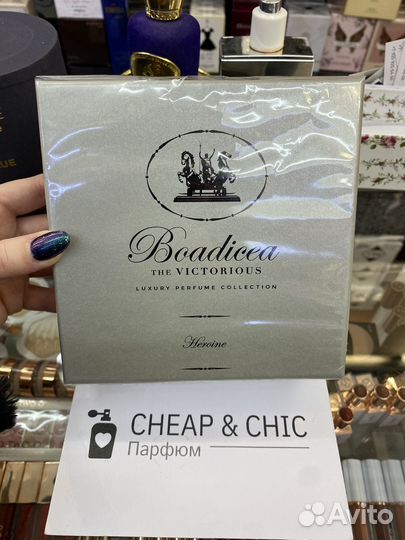 Boadicea
THE VICTORIOUS
LUXURY PERFUME COLLECTION
Heroine
CHEAP & CHIC
Парфюм
Avito